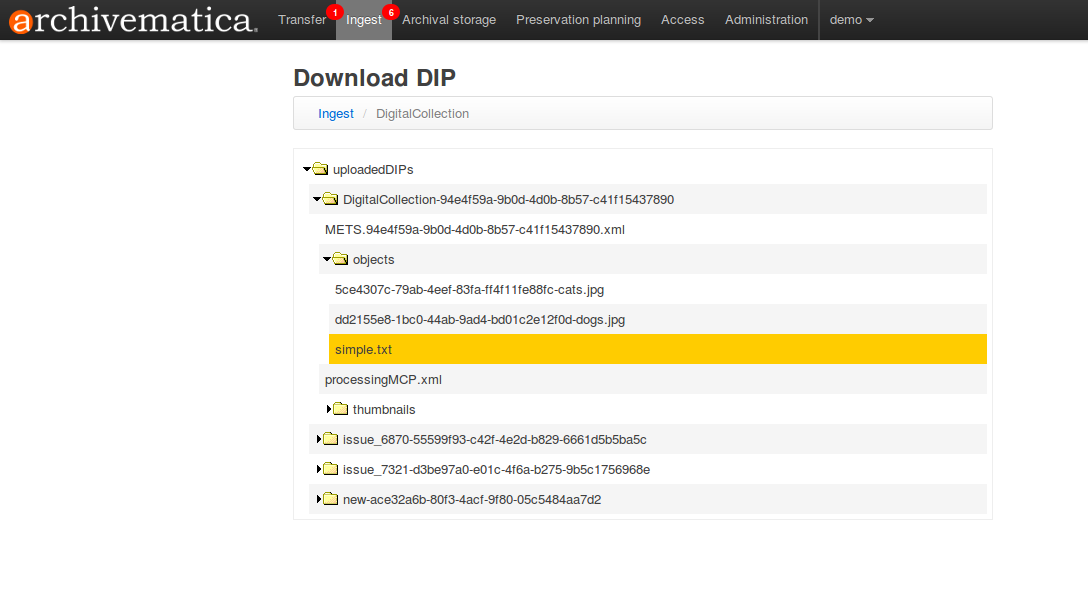 archivematica®
Transfer 1 Ingest 6 Archival storage Preservation planning Access Administration demo
Download DIP
Ingest / DigitalCollection
uploadedDIPs
DigitalCollection-94e4f59a-9b0d-4d0b-8b57-c41f15437890
METS.94e4f59a-9b0d-4d0b-8b57-c41f15437890.xml
objects
5ce4307c-79ab-4eef-83fa-ff4f11fe88fc-cats.jpg
dd2155e8-1bc0-44ab-9ad4-bd01c2e12f0d-dogs.jpg
simple.txt
processingMCP.xml
thumbnails
issue_6870-55599f93-c42f-4e2d-b829-6661d5b5ba5c
issue_7321-d3be97a0-e01c-4f6a-b275-9b5c1756968e
new-ace32a6b-80f3-4acf-9f80-05c5484aa7d2